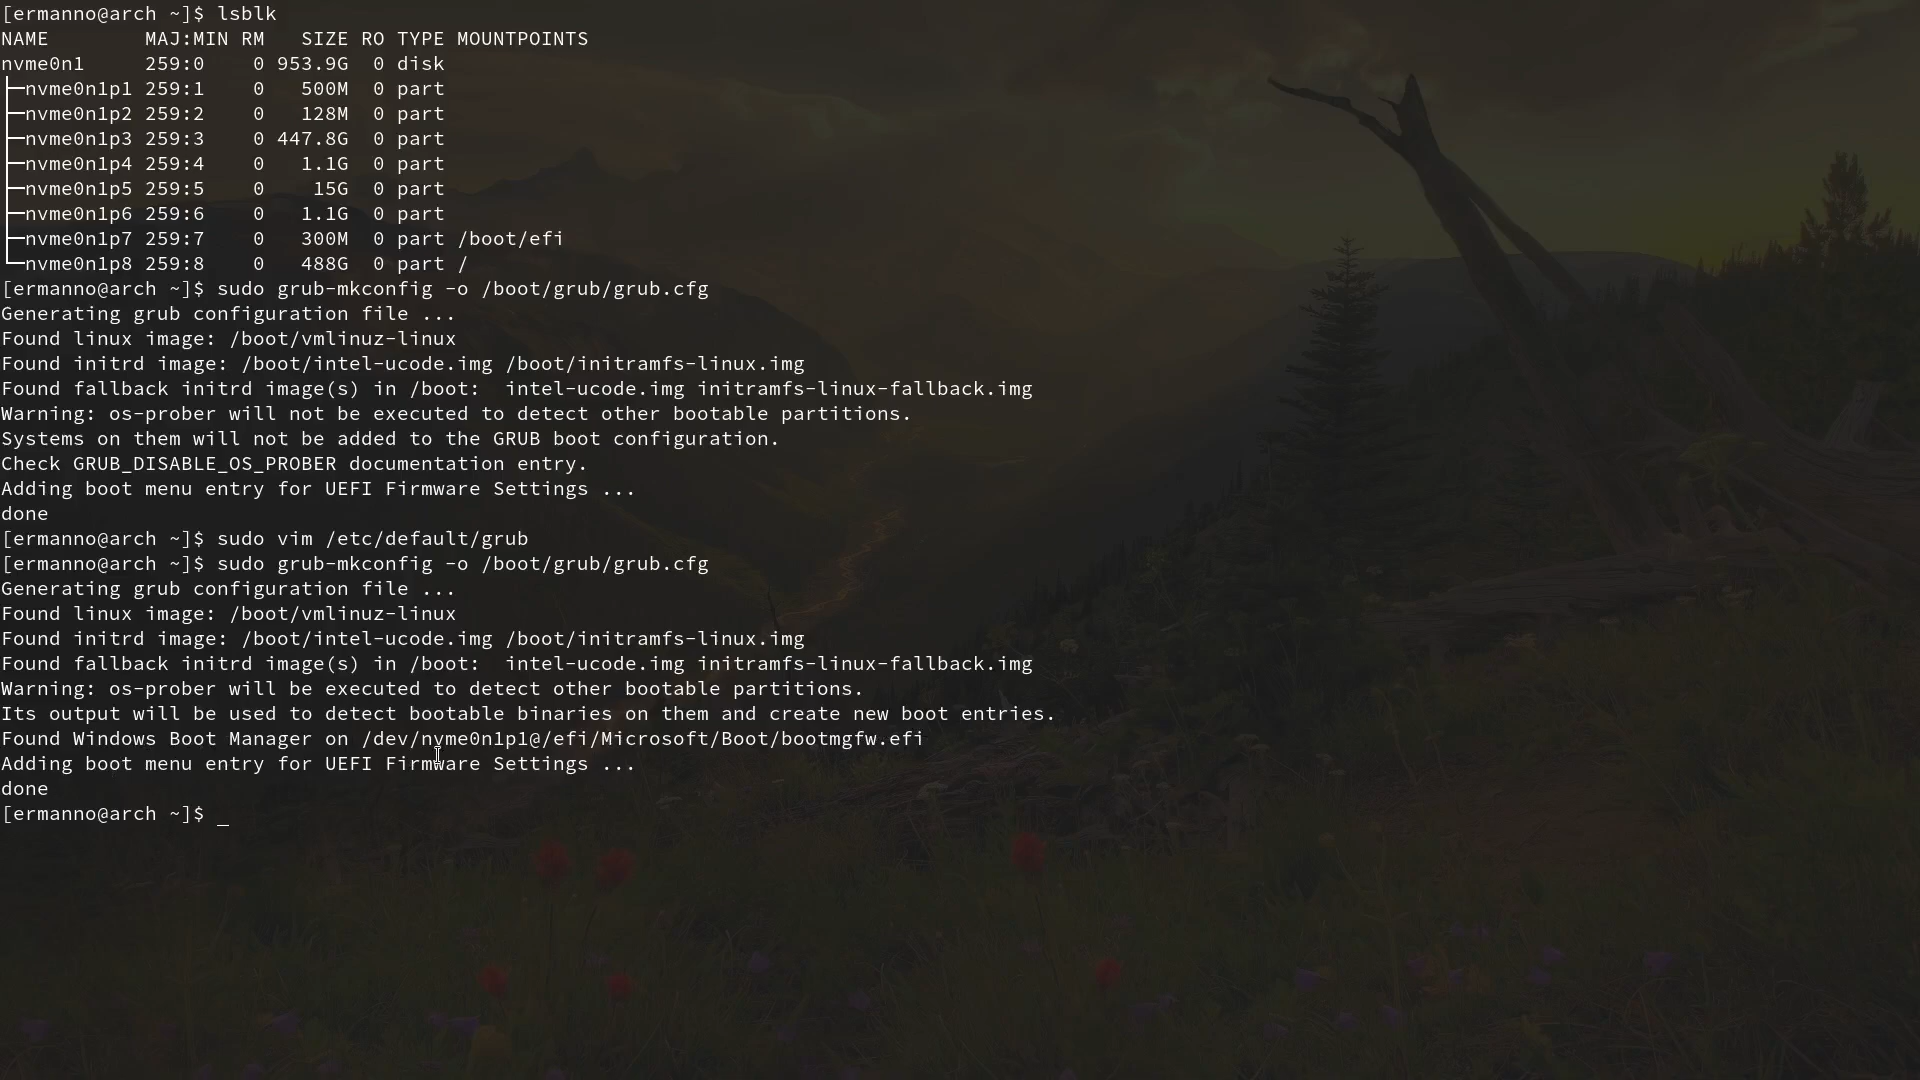 [ermanno@arch ~]$ lsblk
NAME        MAJ:MIN RM   SIZE RO TYPE MOUNTPOINTS
nvme0n1     259:0    0 953.9G  0 disk
├─nvme0n1p1 259:1    0   500M  0 part
├─nvme0n1p2 259:2    0   128M  0 part
├─nvme0n1p3 259:3    0 447.8G  0 part
├─nvme0n1p4 259:4    0   1.1G  0 part
├─nvme0n1p5 259:5    0    15G  0 part
├─nvme0n1p6 259:6    0   1.1G  0 part
├─nvme0n1p7 259:7    0   300M  0 part /boot/efi
└─nvme0n1p8 259:8    0   488G  0 part /
[ermanno@arch ~]$ sudo grub-mkconfig -o /boot/grub/grub.cfg
Generating grub configuration file ...
Found linux image: /boot/vmlinuz-linux
Found initrd image: /boot/intel-ucode.img /boot/initramfs-linux.img
Found fallback initrd image(s) in /boot:  intel-ucode.img initramfs-linux-fallback.img
Warning: os-prober will not be executed to detect other bootable partitions.
Systems on them will not be added to the GRUB boot configuration.
Check GRUB_DISABLE_OS_PROBER documentation entry.
Adding boot menu entry for UEFI Firmware Settings ...
done
[ermanno@arch ~]$ sudo vim /etc/default/grub
[ermanno@arch ~]$ sudo grub-mkconfig -o /boot/grub/grub.cfg
Generating grub configuration file ...
Found linux image: /boot/vmlinuz-linux
Found initrd image: /boot/intel-ucode.img /boot/initramfs-linux.img
Found fallback initrd image(s) in /boot:  intel-ucode.img initramfs-linux-fallback.img
Warning: os-prober will be executed to detect other bootable partitions.
Its output will be used to detect bootable binaries on them and create new boot entries.
Found Windows Boot Manager on /dev/nvme0n1p1@/efi/Microsoft/Boot/bootmgfw.efi
Adding boot menu entry for UEFI Firmware Settings ...
done
[ermanno@arch ~]$ _